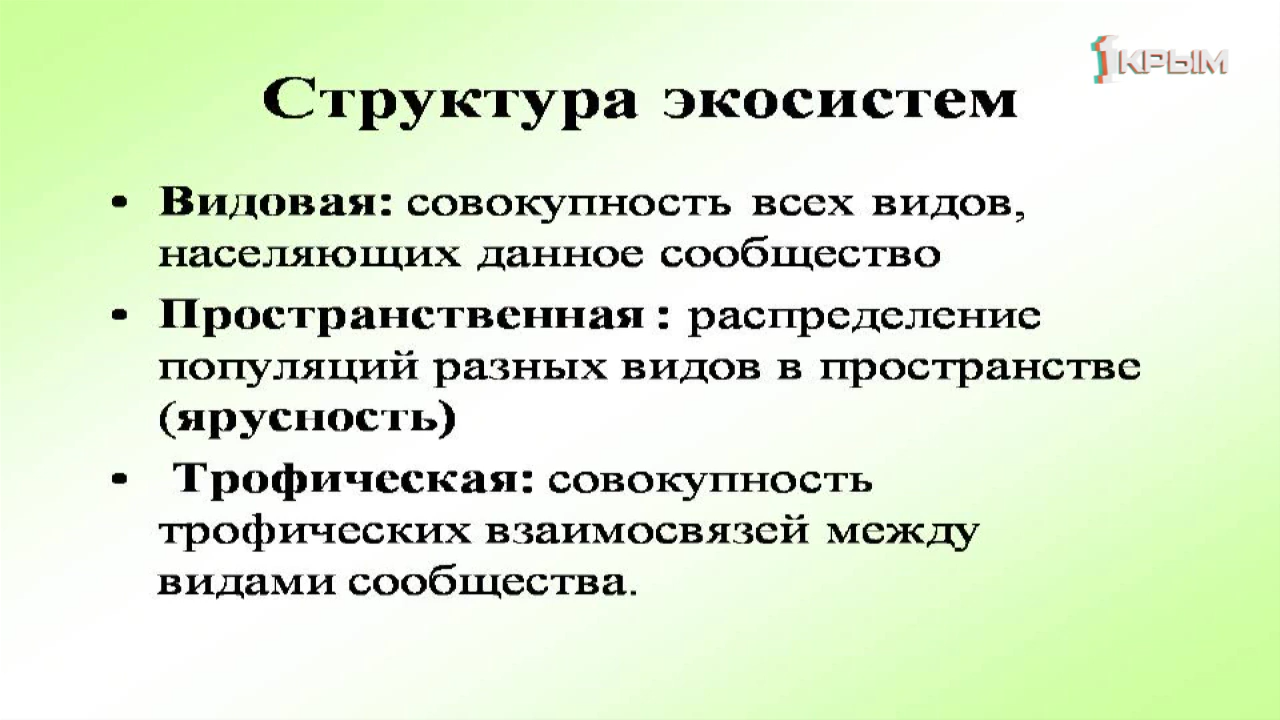 1КРЫМ
Структура экосистем
• Видовая: совокупность всех видов,
населяющих данное сообщество
• Пространственная : распределение
популяций разных видов в пространстве
(ярусность)
• Трофическая: совокупность
трофических взаимосвязей между
видами сообщества.